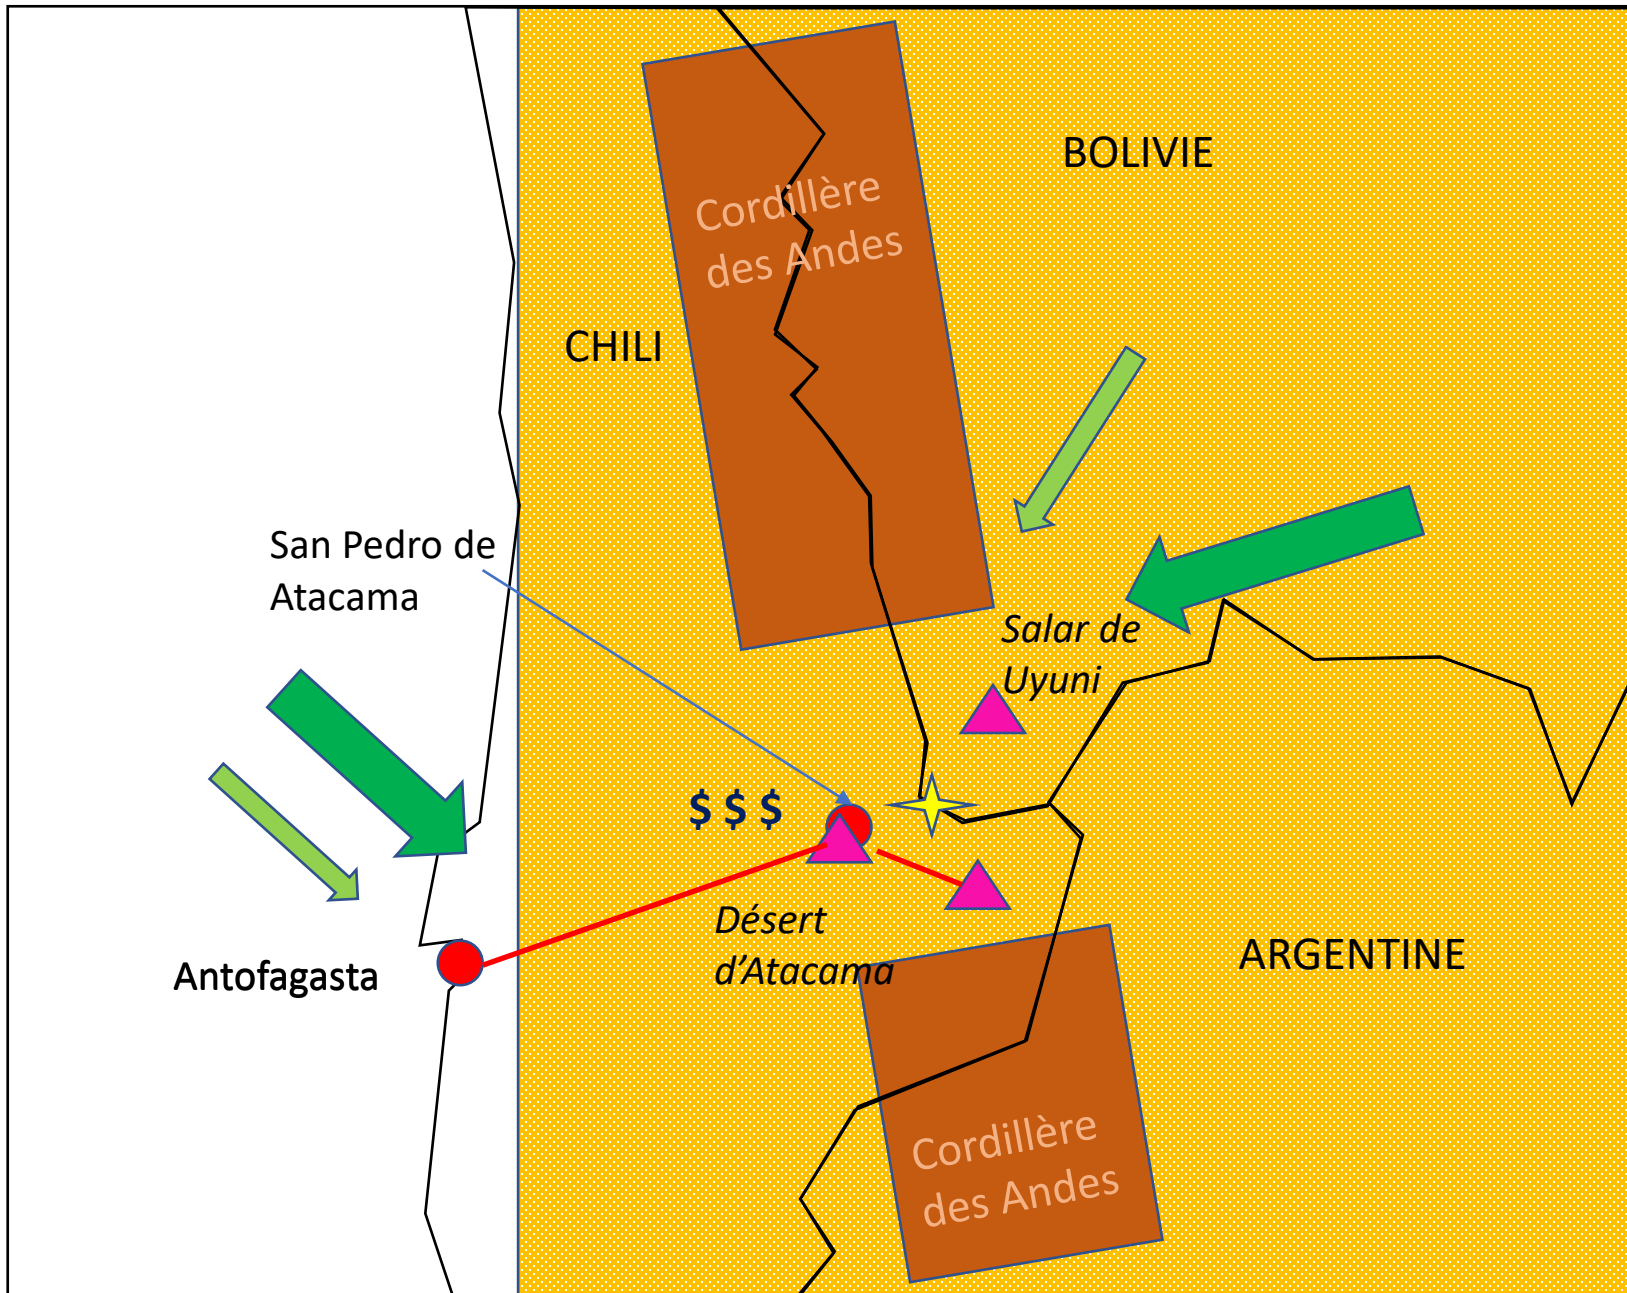 BOLIVIE
Cordillère
des Andes
CHILI
San Pedro de
Atacama
Salar de
Uyuni
$ $ $
Désert
d’Atacama
Antofagasta
ARGENTINE
Cordillère
des Andes